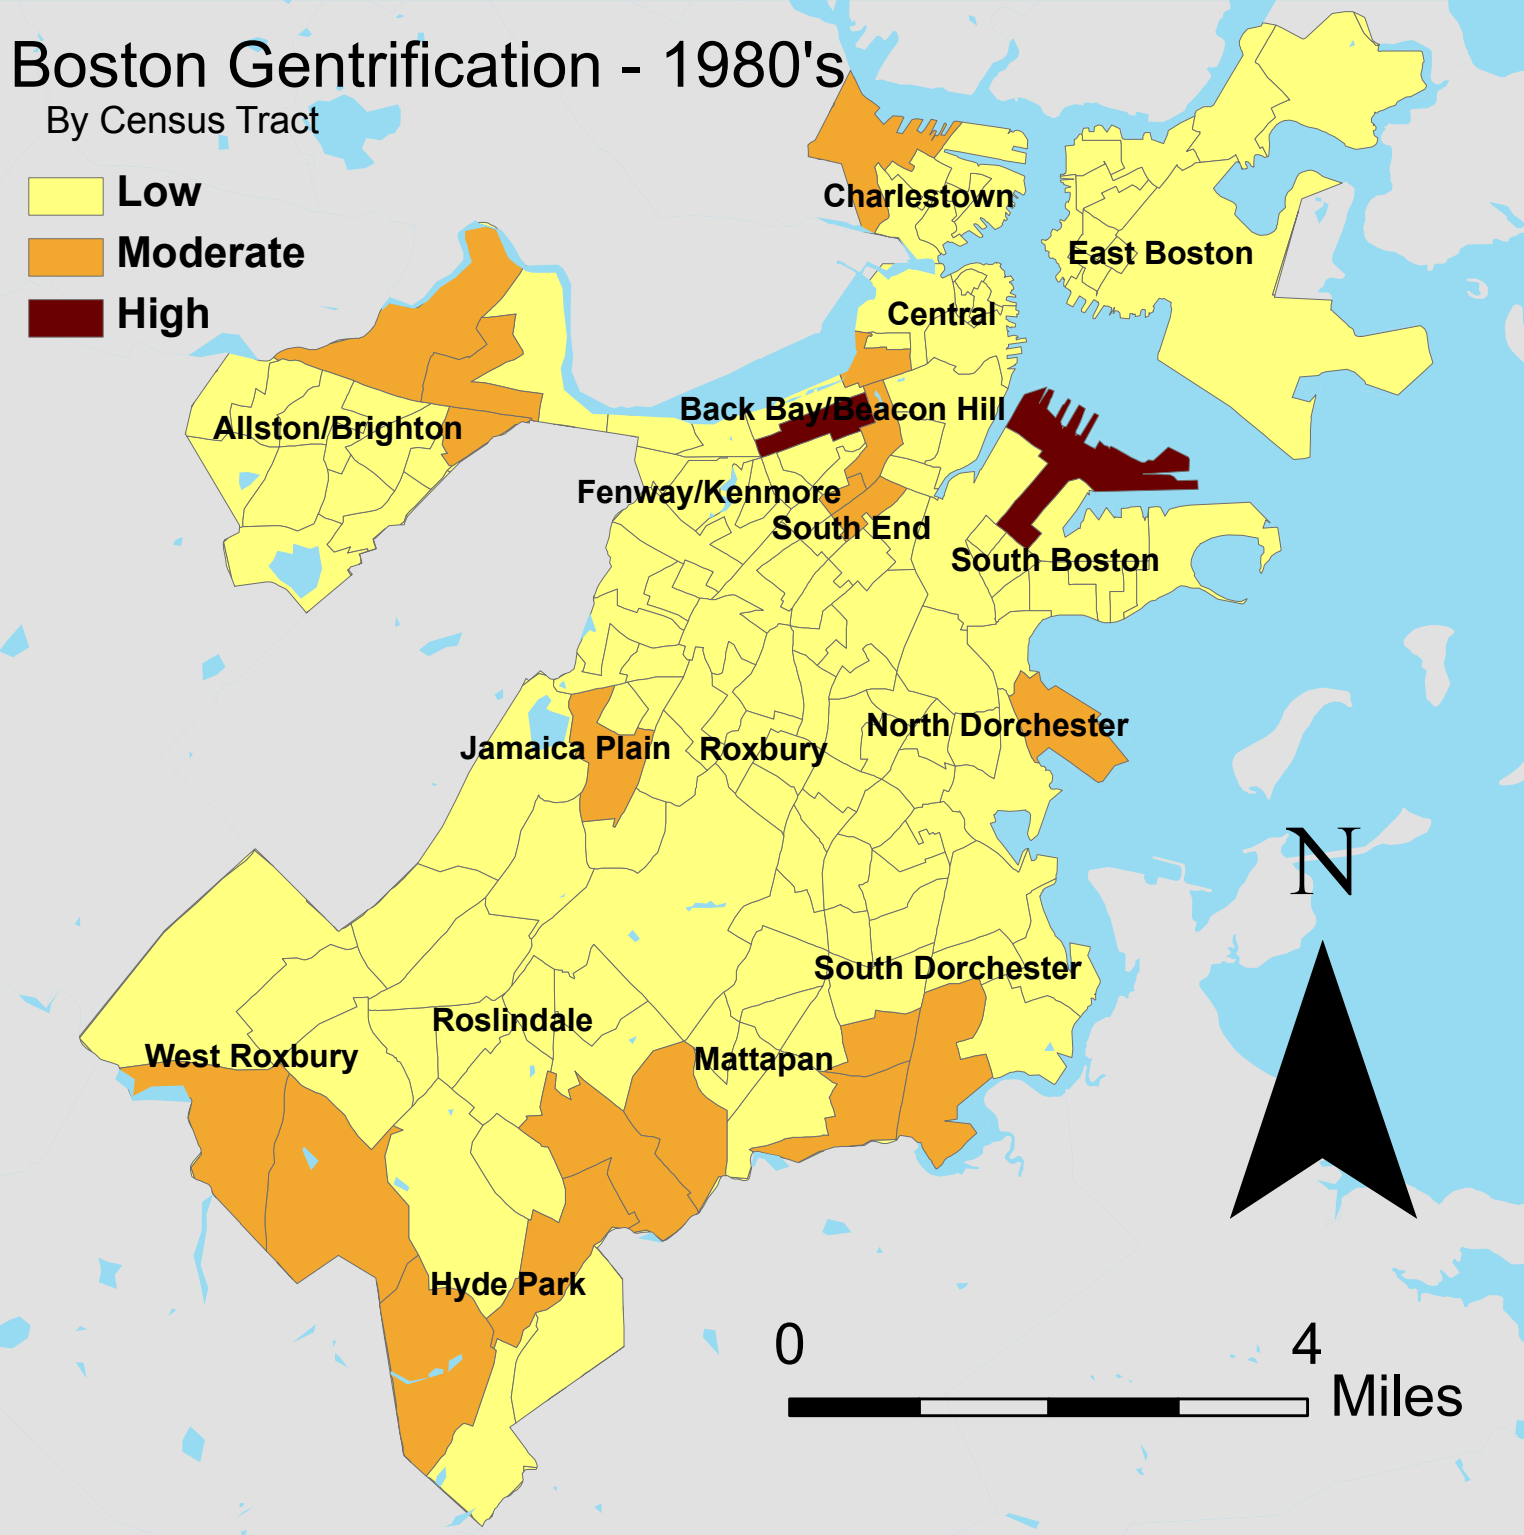 Boston Gentrification - 1980's
By Census Tract
Low
Moderate
High
Charlestown
East Boston
Central
Back Bay/Beacon Hill
Allston/Brighton
Fenway/Kenmore
South End
South Boston
North Dorchester
Jamaica Plain
Roxbury
N
South Dorchester
Roslindale
West Roxbury
Mattapan
Hyde Park
0 4
Miles